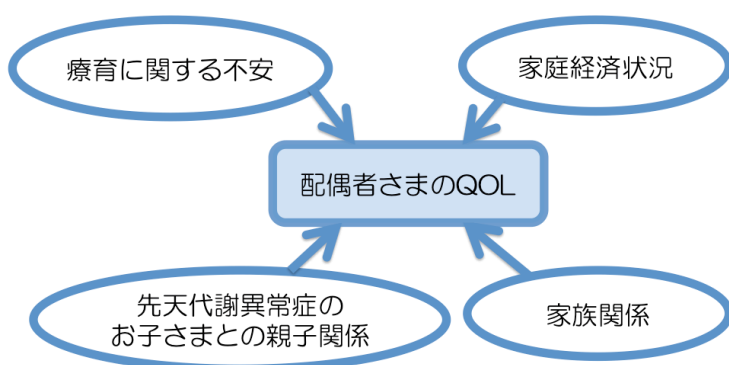 療育に関する不安
家庭経済状況
配偶者さまのQOL
先天代謝異常症の
お子さまとの親子関係
家族関係